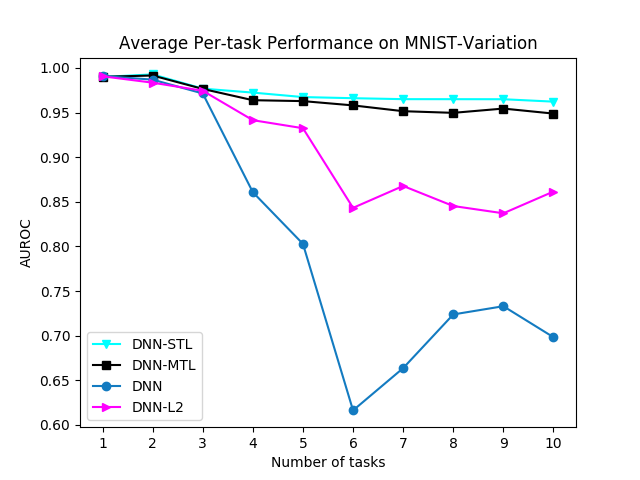 Average Per-task Performance on MNIST-Variation
1.00
0.95
0.90
0.85
0.80
0.75
0.70
0.65
0.60
AUROC
DNN-STL
DNN-MTL
DNN
DNN-L2
1 2 3 4 5 6 7 8 9 10
Number of tasks